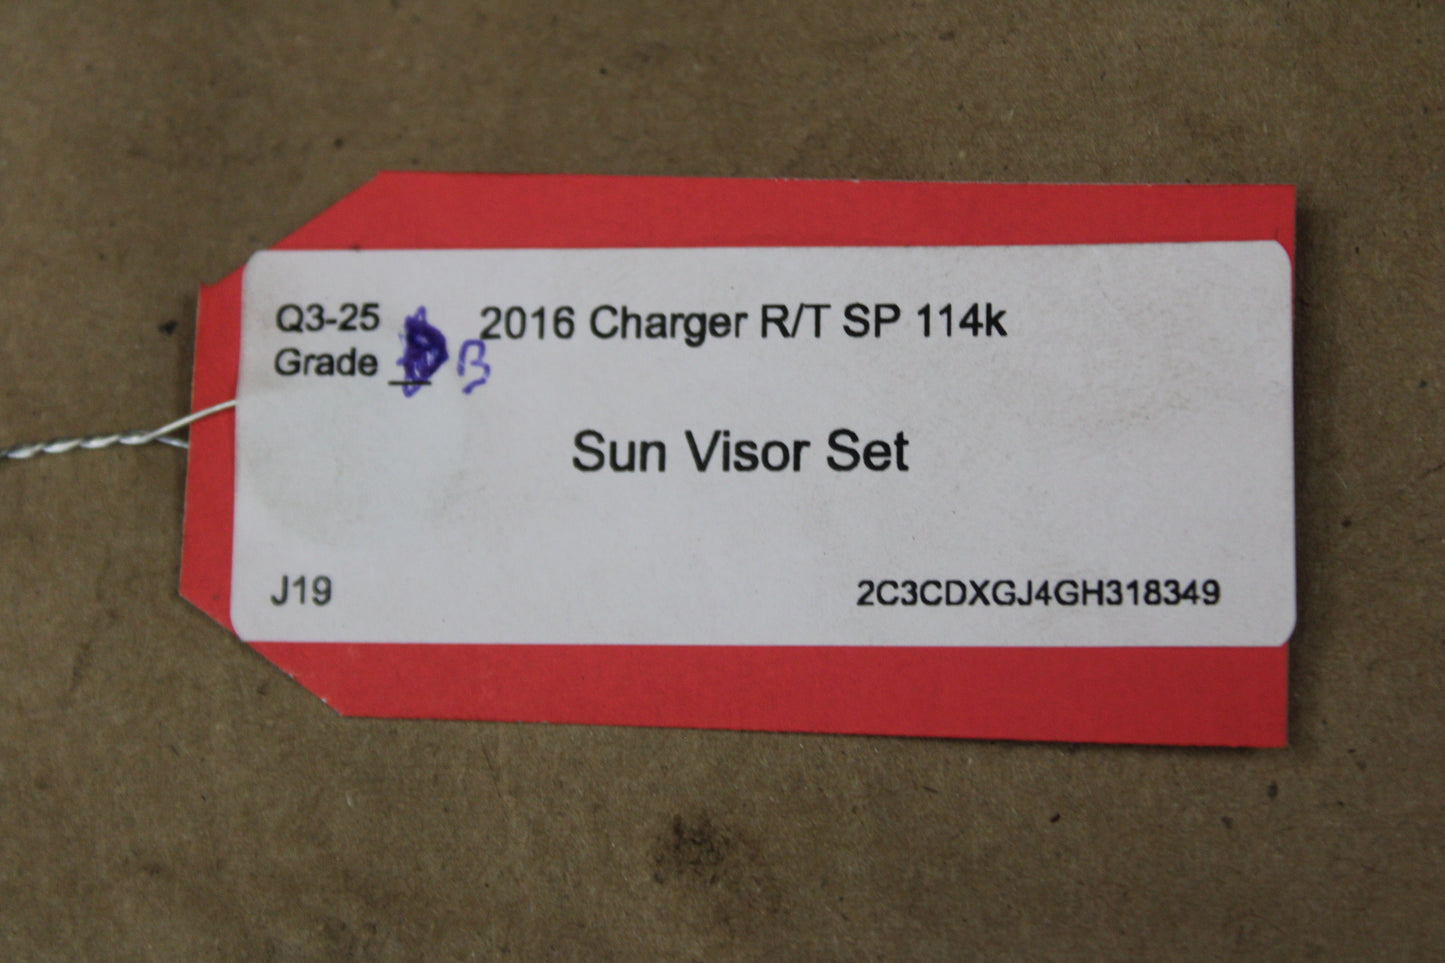 Q3-25 2016 Charger R/T SP 114k
Grade B
Sun Visor Set
J19 2C3CDXGJ4GH318349